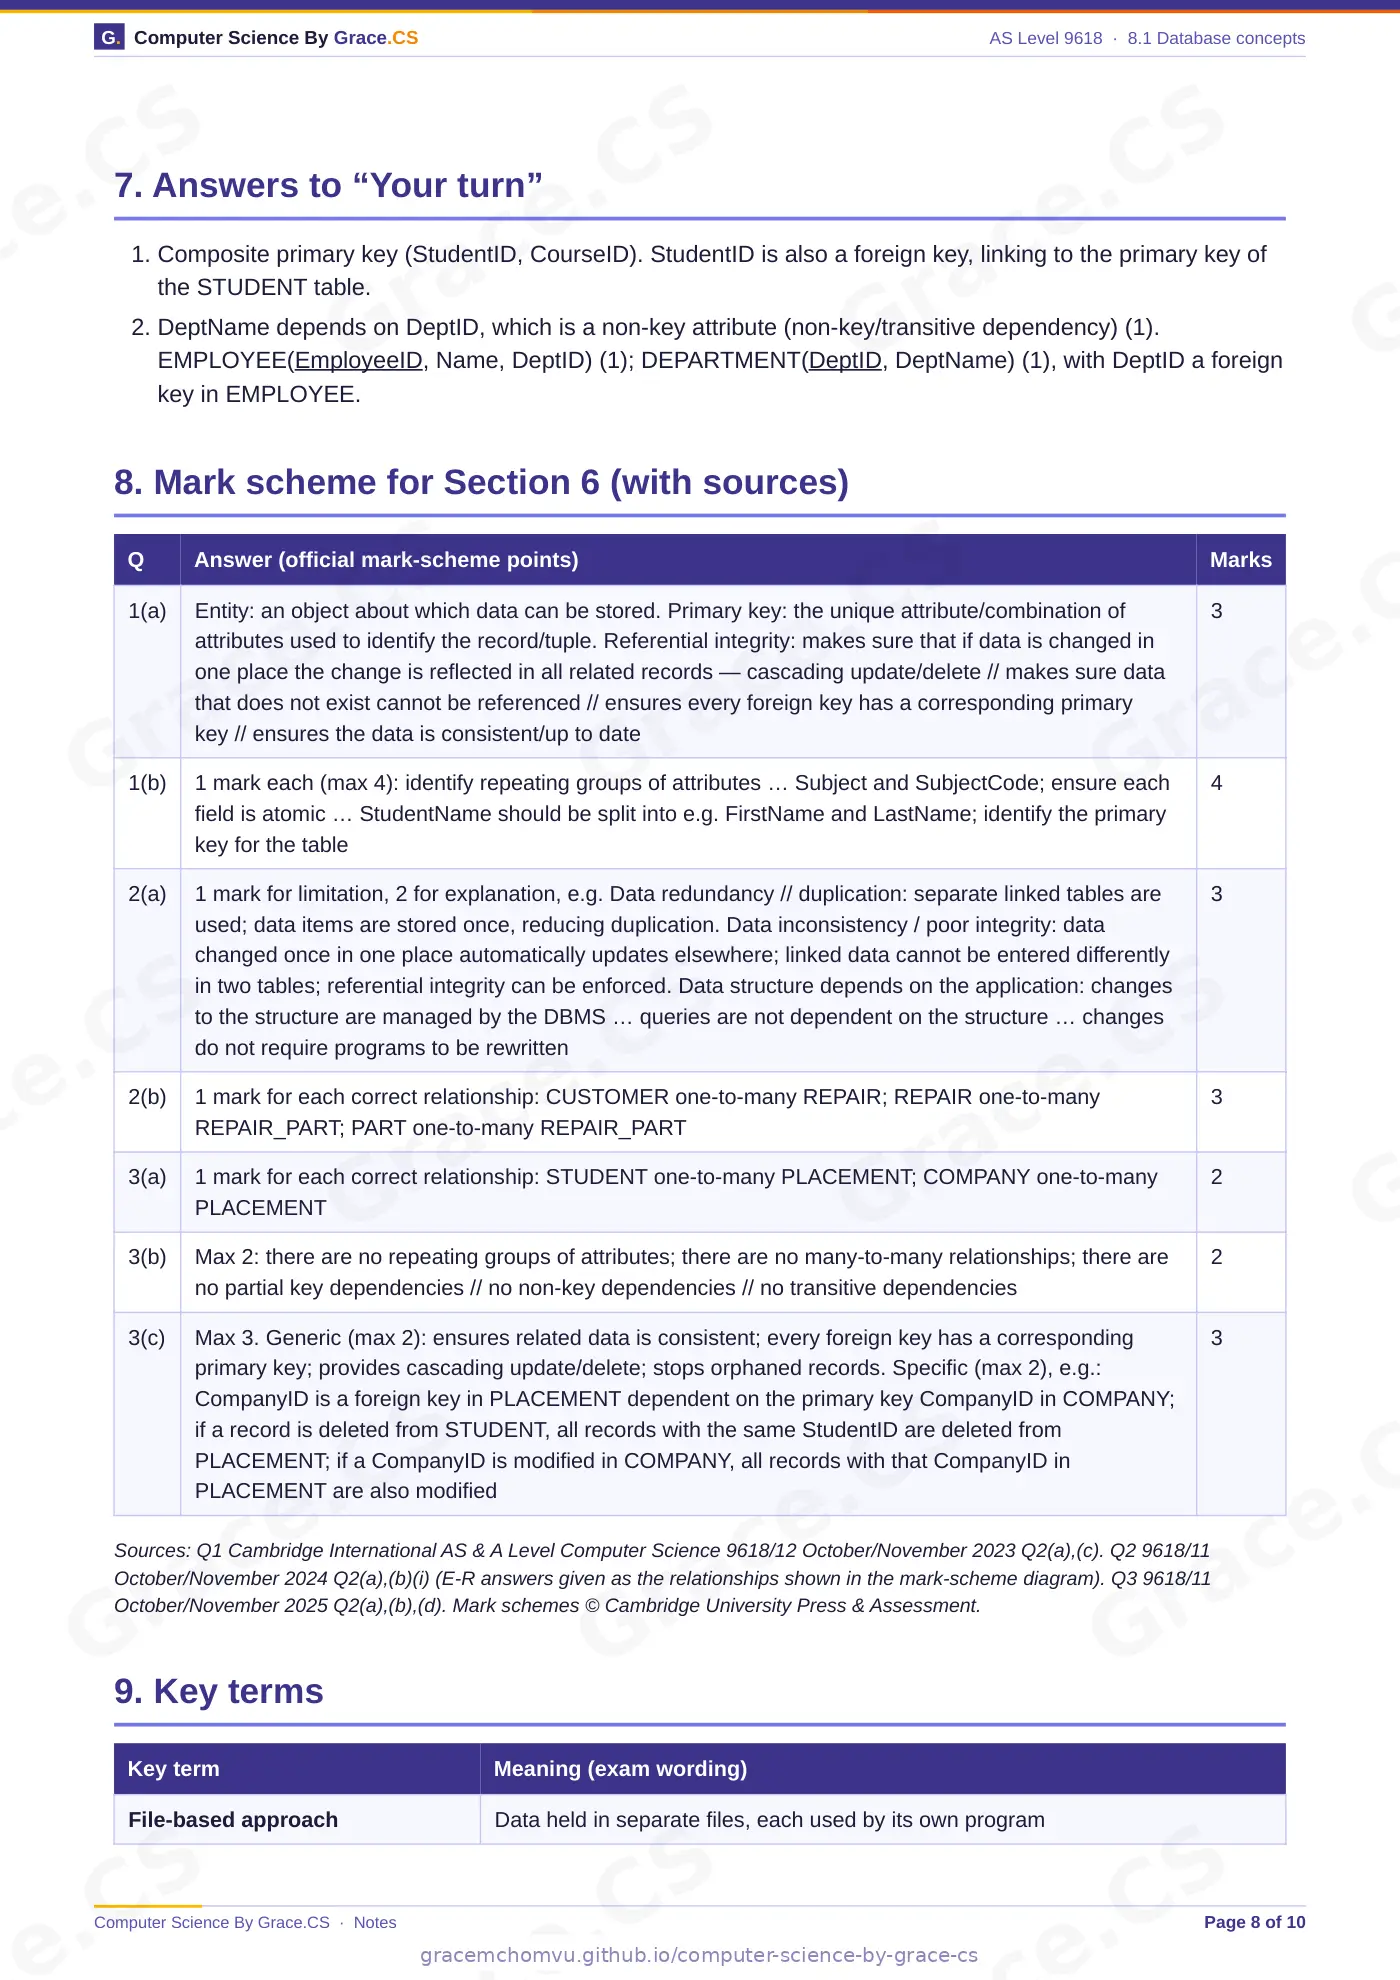 G. Computer Science By Grace.CS
AS Level 9618 · 8.1 Database concepts
7. Answers to “Your turn”
1. Composite primary key (StudentID, CourseID). StudentID is also a foreign key, linking to the primary key of
the STUDENT table.
2. DeptName depends on DeptID, which is a non-key attribute (non-key/transitive dependency) (1).
EMPLOYEE(EmployeeID, Name, DeptID) (1); DEPARTMENT(DeptID, DeptName) (1), with DeptID a foreign
key in EMPLOYEE.
8. Mark scheme for Section 6 (with sources)
Q Answer (official mark-scheme points) Marks
1(a) Entity: an object about which data can be stored. Primary key: the unique attribute/combination of 3
attributes used to identify the record/tuple. Referential integrity: makes sure that if data is changed in
one place the change is reflected in all related records — cascading update/delete // makes sure data
that does not exist cannot be referenced // ensures every foreign key has a corresponding primary
key // ensures the data is consistent/up to date
1(b) 1 mark each (max 4): identify repeating groups of attributes … Subject and SubjectCode; ensure each 4
field is atomic … StudentName should be split into e.g. FirstName and LastName; identify the primary
key for the table
2(a) 1 mark for limitation, 2 for explanation, e.g. Data redundancy // duplication: separate linked tables are 3
used; data items are stored once, reducing duplication. Data inconsistency / poor integrity: data
changed once in one place automatically updates elsewhere; linked data cannot be entered differently
in two tables; referential integrity can be enforced. Data structure depends on the application: changes
to the structure are managed by the DBMS … queries are not dependent on the structure … changes
do not require programs to be rewritten
2(b) 1 mark for each correct relationship: CUSTOMER one-to-many REPAIR; REPAIR one-to-many 3
REPAIR_PART; PART one-to-many REPAIR_PART
3(a) 1 mark for each correct relationship: STUDENT one-to-many PLACEMENT; COMPANY one-to-many 2
PLACEMENT
3(b) Max 2: there are no repeating groups of attributes; there are no many-to-many relationships; there are 2
no partial key dependencies // no non-key dependencies // no transitive dependencies
3(c) Max 3. Generic (max 2): ensures related data is consistent; every foreign key has a corresponding 3
primary key; provides cascading update/delete; stops orphaned records. Specific (max 2), e.g.:
CompanyID is a foreign key in PLACEMENT dependent on the primary key CompanyID in COMPANY;
if a record is deleted from STUDENT, all records with the same StudentID are deleted from
PLACEMENT; if a CompanyID is modified in COMPANY, all records with that CompanyID in
PLACEMENT are also modified
Sources: Q1 Cambridge International AS & A Level Computer Science 9618/12 October/November 2023 Q2(a),(c). Q2 9618/11
October/November 2024 Q2(a),(b)(i) (E-R answers given as the relationships shown in the mark-scheme diagram). Q3 9618/11
October/November 2025 Q2(a),(b),(d). Mark schemes © Cambridge University Press & Assessment.
9. Key terms
Key term Meaning (exam wording)
File-based approach Data held in separate files, each used by its own program
Computer Science By Grace.CS · Notes
Page 8 of 10
gracemchomvu.github.io/computer-science-by-grace-cs